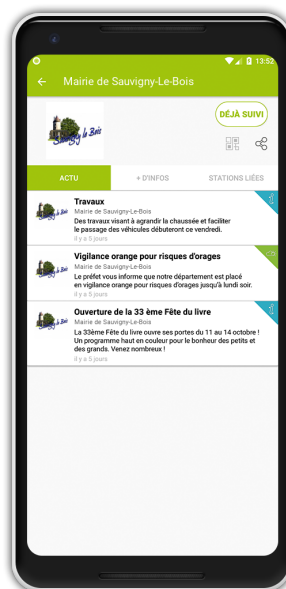 13:52
Mairie de Sauvigny-Le-Bois
Sauvigny le Bois
DÉJÀ SUIVI
ACTU
+ D'INFOS
STATIONS LIÉES
Travaux
Mairie de Sauvigny-Le-Bois
Des travaux visant à agrandir la chaussée et faciliter
le passage des véhicules débuteront ce vendredi.
il y a 5 jours
Vigilance orange pour risques d'orages
Mairie de Sauvigny-Le-Bois
Le préfet vous informe que notre département est placé
en vigilance orange pour risques d'orages jusqu'à lundi soir.
il y a 5 jours
Ouverture de la 33 ème Fête du livre
Mairie de Sauvigny-Le-Bois
La 33ème Fête du livre ouvre ses portes du 11 au 14 octobre !
Un programme haut en couleur pour le bonheur des petits et
des grands. Venez nombreux !
il y a 5 jours